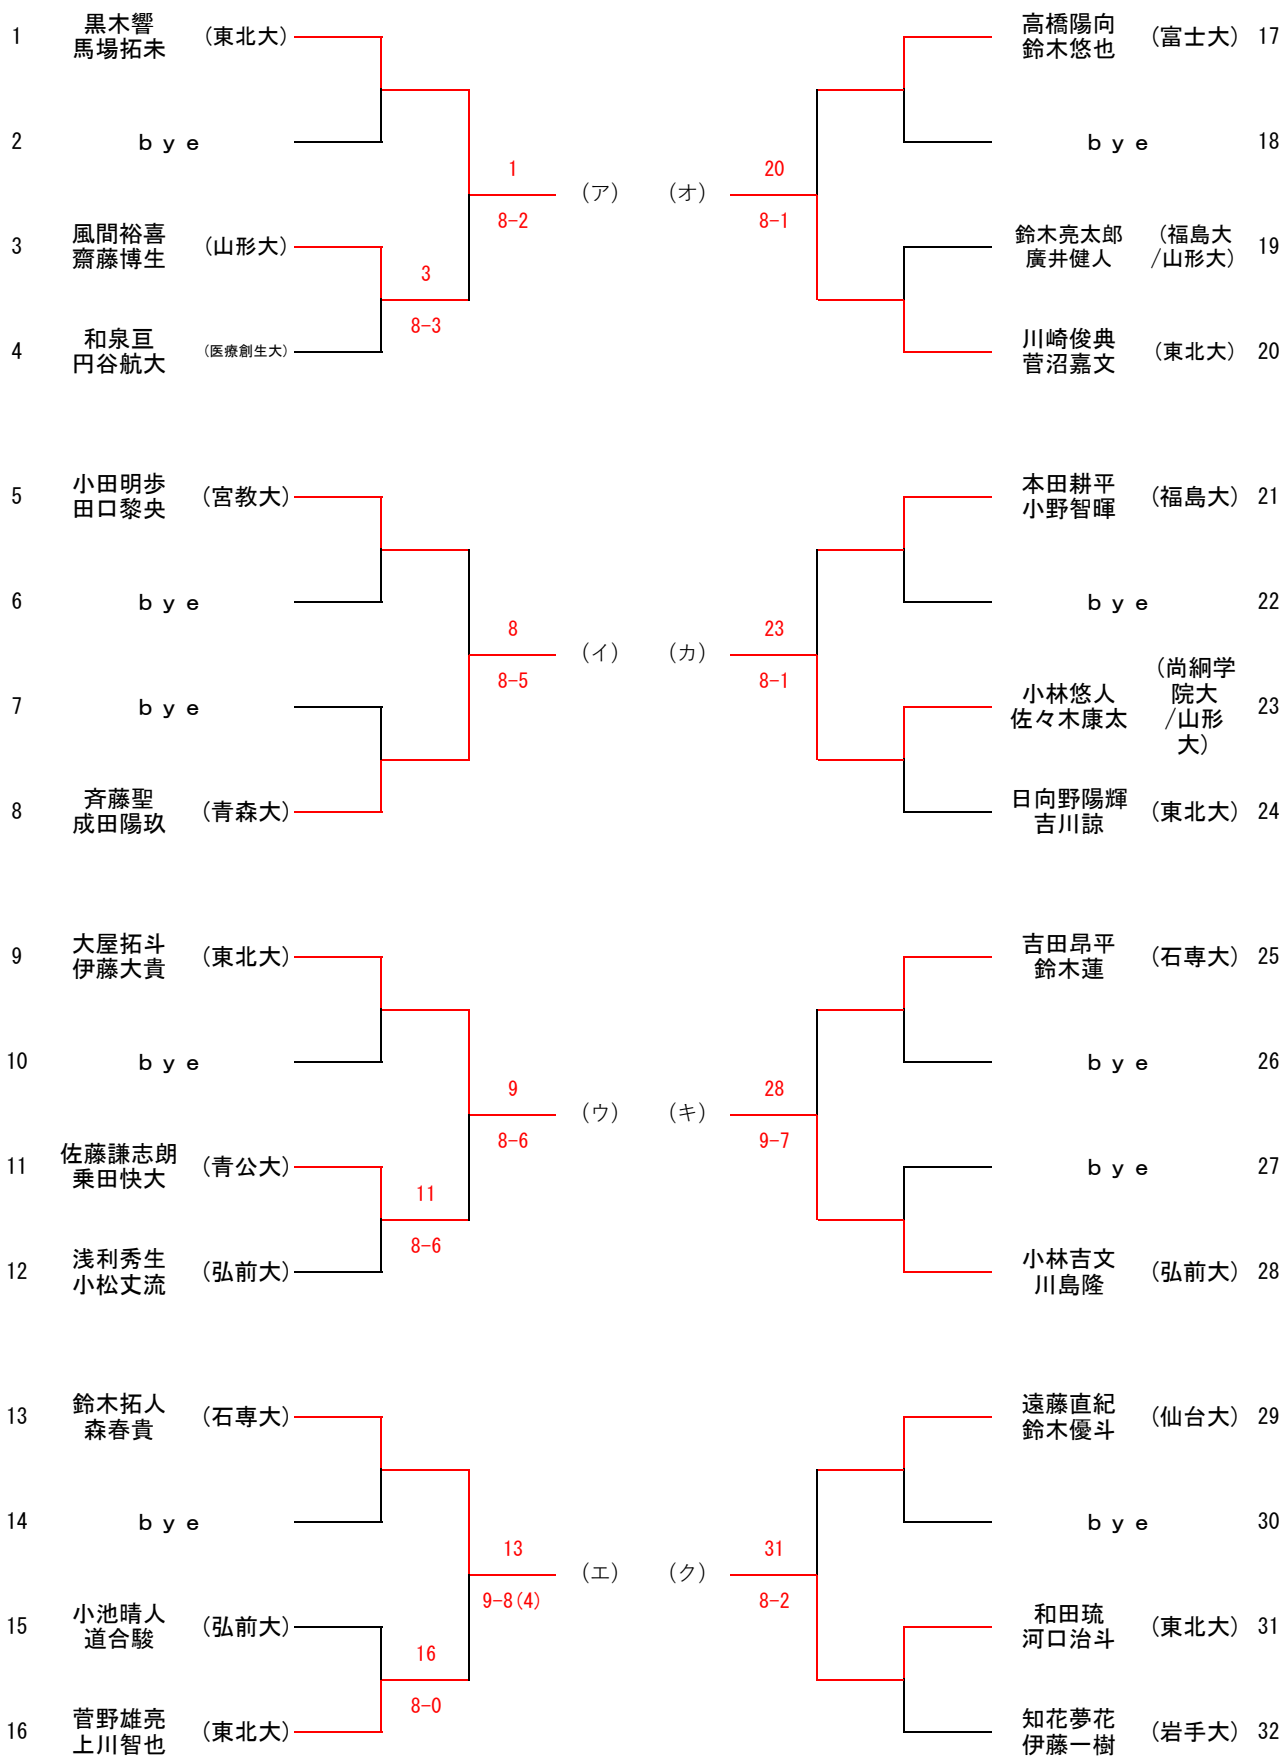 1 黒木響 (東北大)
馬場拓未
2 ｂｙｅ
1
8-2
(ア)
3 風間裕喜 (山形大)
齋藤博生
3
8-3
4 和泉亘 (医療創生大)
円谷航大
5 小田明歩 (宮教大)
田口黎央
6 ｂｙｅ
8
8-5
(イ)
7 ｂｙｅ
8 斉藤聖 (青森大)
成田陽玖
9 大屋拓斗 (東北大)
伊藤大貴
10 ｂｙｅ
9
8-6
(ウ)
11 佐藤謙志朗 (青公大)
乗田快大
11
8-6
12 浅利秀生 (弘前大)
小松丈流
13 鈴木拓人 (石専大)
森春貴
14 ｂｙｅ
13
9-8(4)
(エ)
15 小池晴人 (弘前大)
道合駿
16
8-0
16 菅野雄亮 (東北大)
上川智也
高橋陽向 (富士大) 17
鈴木悠也
ｂｙｅ 18
(オ)
20
8-1
鈴木亮太郎 (福島大 19
廣井健人 /山形大)
川崎俊典 (東北大) 20
菅沼嘉文
本田耕平 (福島大) 21
小野智暉
ｂｙｅ 22
(カ)
23
8-1
(尚絅学
小林悠人 院大 23
佐々木康太 /山形
大)
日向野陽輝 (東北大) 24
吉川諒
吉田昂平 (石専大) 25
鈴木蓮
ｂｙｅ 26
(キ)
28
9-7
ｂｙｅ 27
小林吉文 (弘前大) 28
川島隆
遠藤直紀 (仙台大) 29
鈴木優斗
ｂｙｅ 30
(ク)
31
8-2
和田琉 (東北大) 31
河口治斗
知花夢花 (岩手大) 32
伊藤一樹